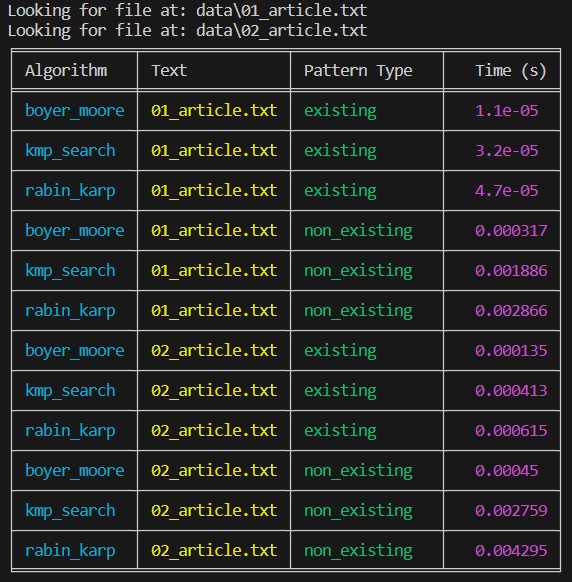 Looking for file at: data\01_article.txt
Looking for file at: data\02_article.txt
Algorithm Text Pattern Type Time (s)
boyer_moore 01_article.txt existing 1.1e-05
kmp_search 01_article.txt existing 3.2e-05
rabin_karp 01_article.txt existing 4.7e-05
boyer_moore 01_article.txt non_existing 0.000317
kmp_search 01_article.txt non_existing 0.001886
rabin_karp 01_article.txt non_existing 0.002866
boyer_moore 02_article.txt existing 0.000135
kmp_search 02_article.txt existing 0.000413
rabin_karp 02_article.txt existing 0.000615
boyer_moore 02_article.txt non_existing 0.00045
kmp_search 02_article.txt non_existing 0.002759
rabin_karp 02_article.txt non_existing 0.004295